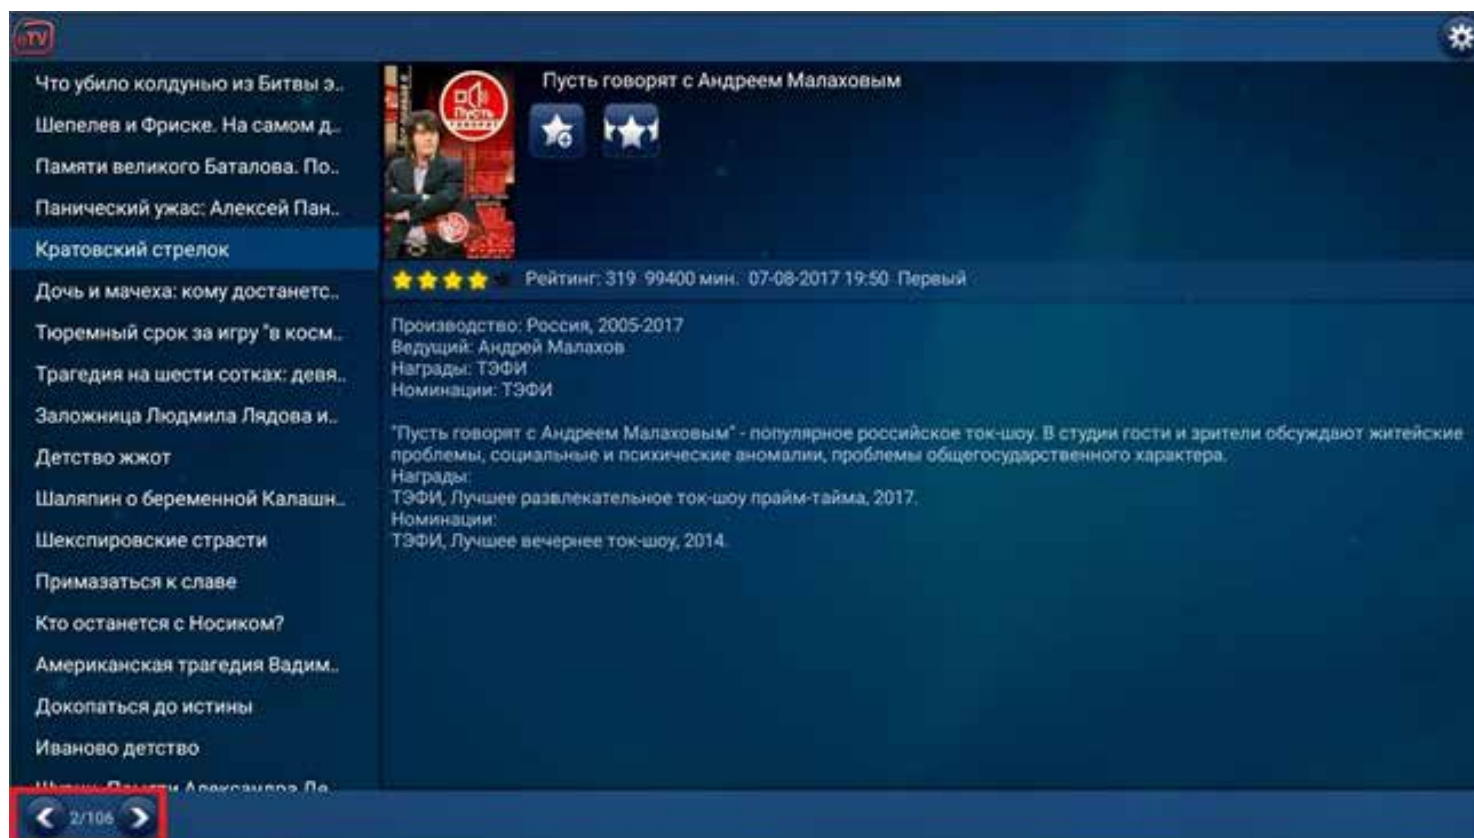 eTV
Что убило колдунью из Битвы э..
Шепелев и Фриске. На самом д..
Памяти великого Баталова. По..
Панический ужас: Алексей Пан..
Кратовский стрелок
Дочь и мачеха: кому достанетс..
Тюремный срок за игру "в косм..
Трагедия на шести сотках: девя..
Заложница Людмила Лядова и..
Детство жжот
Шаляпин о беременной Калашн..
Шекспировские страсти
Примазаться к славе
Кто останется с Носиком?
Американская трагедия Вадим..
Докопаться до истины
Иваново детство
Памяти Александра Де..
2/106
Пусть говорят с Андреем Малаховым
Пусть
говорят
Рейтинг: 319 99400 мин. 07-08-2017 19:50 Первый
Производство: Россия, 2005-2017
Ведущий: Андрей Малахов
Награды: ТЭФИ
Номинации: ТЭФИ
"Пусть говорят с Андреем Малаховым" - популярное российское ток-шоу. В студии гости и зрители обсуждают житейские
проблемы, социальные и психические аномалии, проблемы общегосударственного характера.
Награды:
ТЭФИ, Лучшее развлекательное ток-шоу прайм-тайма, 2017.
Номинации:
ТЭФИ, Лучшее вечернее ток-шоу, 2014.